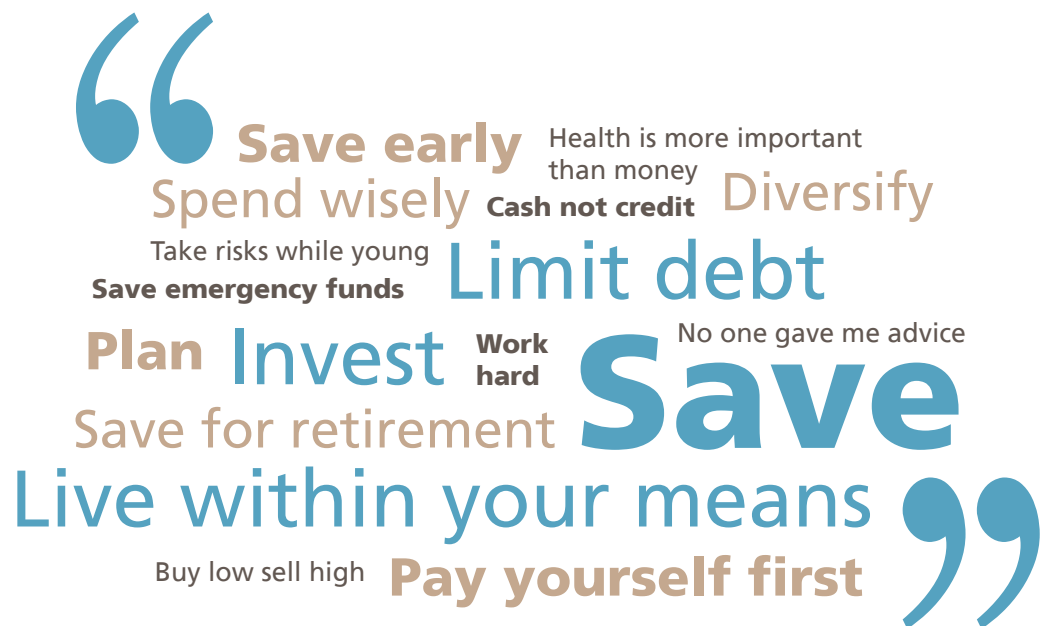 “
Save early
Health is more important
than money
Spend wisely
Cash not credit
Diversify
Take risks while young
Limit debt
Save emergency funds
Plan
Invest
Work
hard
No one gave me advice
Save
Save for retirement
Live within your means
Buy low sell high
Pay yourself first
”